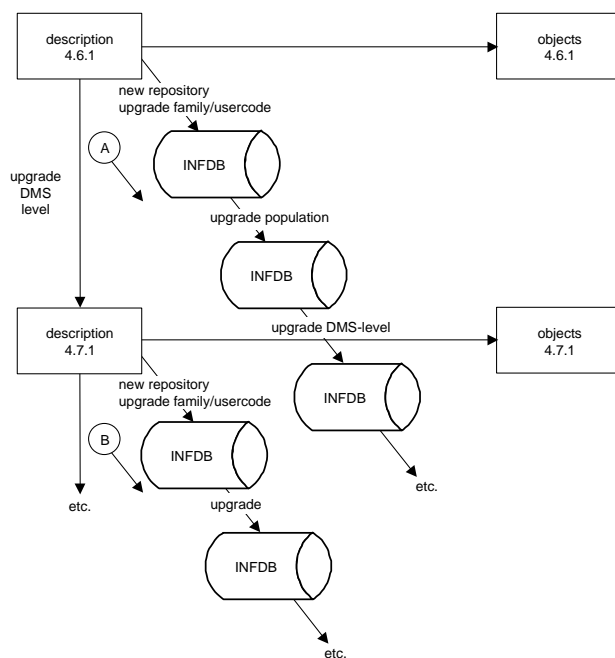 description
4.6.1
objects
4.6.1
new repository
upgrade family/usercode
A
INFDB
upgrade
DMS
level
upgrade population
INFDB
description
4.7.1
upgrade DMS-level
objects
4.7.1
new repository
upgrade family/usercode
INFDB
B
INFDB
etc.
etc.
upgrade
INFDB
etc.